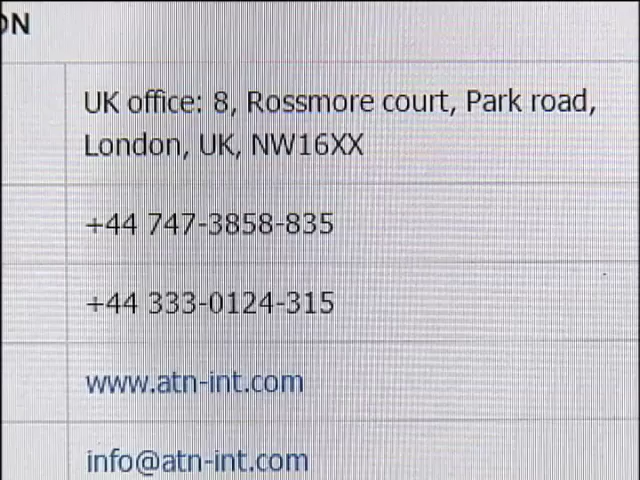 ON
UK office: 8, Rossmore court, Park road,
London, UK, NW16XX
+44 747-3858-835
+44 333-0124-315
www.atn-int.com
info@atn-int.com